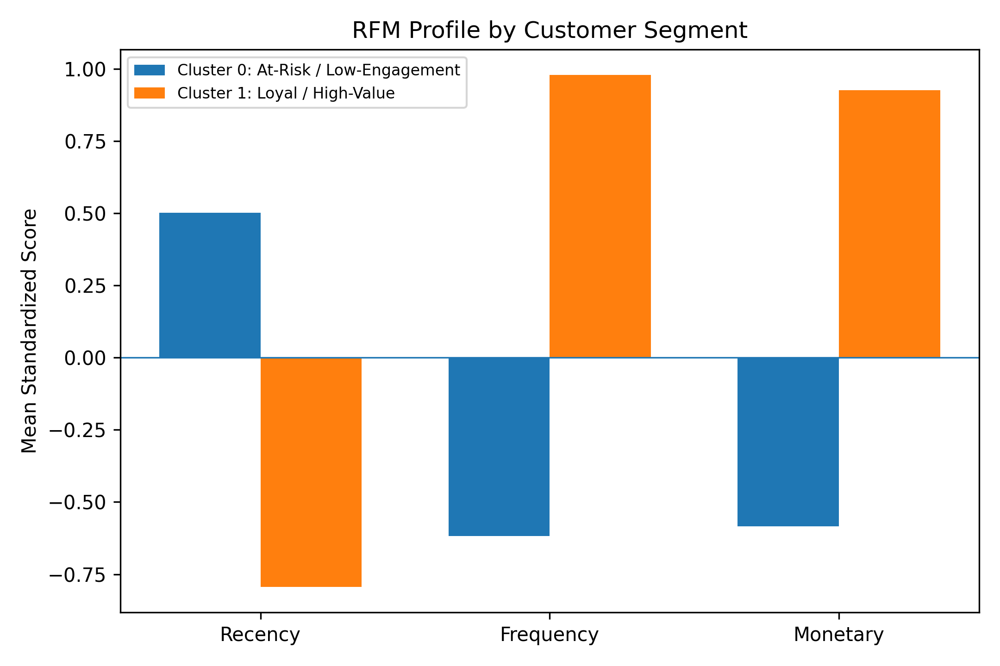 RFM Profile by Customer Segment
Cluster 0: At-Risk / Low-Engagement
Cluster 1: Loyal / High-Value
Mean Standardized Score
1.00
0.75
0.50
0.25
0.00
−0.25
−0.50
−0.75
Recency
Frequency
Monetary